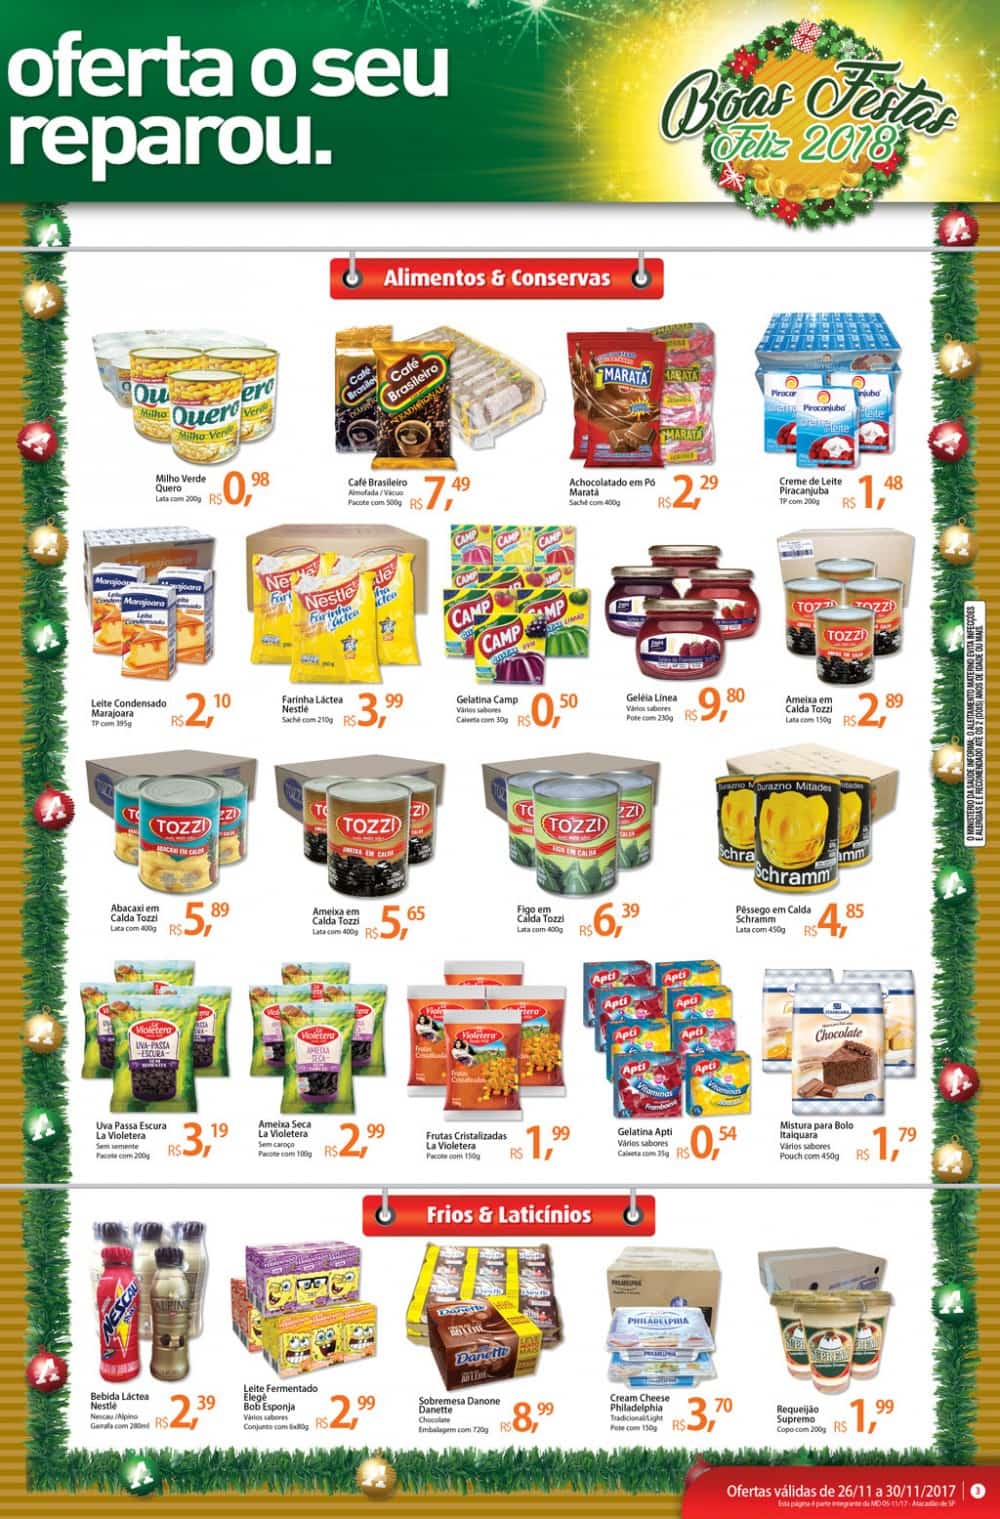 oferta o seu
reparou.
Boas Festas
Feliz 2018
Alimentos & Conservas
Milho Verde
Quero
Lata com 200g
R$ 0,98
Café Brasileiro
Almofada / Vácuo
Pacote com 500g
R$ 7,49
Achocolatado em Pó
Maratá
Sachê com 400g
R$ 2,29
Creme de Leite
Piracanjuba
TP com 200g
R$ 1,48
Leite Condensado
Marajoara
TP com 395g
R$ 2,10
Farinha Láctea
Nestlé
Sachê com 210g
R$ 3,99
Gelatina Camp
Vários sabores
Caixeta com 30g
R$ 0,50
Geléia Línea
Vários sabores
Pote com 230g
R$ 9,80
Ameixa em
Calda Tozzi
Lata com 150g
R$ 2,89
O MINISTÉRIO DA SAÚDE INFORMA: O ALEITAMENTO MATERNO EVITA INFECÇÕES
E ALERGIAS E É RECOMENDADO ATÉ OS 2 (DOIS) ANOS DE IDADE OU MAIS.
Abacaxi em
Calda Tozzi
Lata com 400g
R$ 5,89
Ameixa em
Calda Tozzi
Lata com 400g
R$ 5,65
Figo em
Calda Tozzi
Lata com 400g
R$ 6,39
Pêssego em Calda
Schramm
Lata com 450g
R$ 4,85
Uva Passa Escura
La Violetera
Sem semente
Pacote com 200g
R$ 3,19
Ameixa Seca
La Violetera
Sem caroço
Pacote com 100g
R$ 2,99
Frutas Cristalizadas
La Violetera
Pacote com 150g
R$ 1,99
Gelatina Apti
Vários sabores
Caixeta com 35g
R$ 0,54
Mistura para Bolo
Itaiquara
Vários sabores
Pouch com 450g
R$ 1,79
Frios & Laticínios
Bebida Láctea
Nestlé
Nescau /Alpino
Garrafa com 280ml
R$ 2,39
Leite Fermentado
Elegê
Bob Esponja
Vários sabores
Conjunto com 6x80g
R$ 2,99
Sobremesa Danone
Danette
Chocolate
Embalagem com 720g
R$ 8,99
Cream Cheese
Philadelphia
Tradicional/Light
Pote com 150g
R$ 3,70
Requeijão
Supremo
Copo com 200g
R$ 1,99
Ofertas válidas de 26/11 a 30/11/2017
3
Esta página é parte integrante da MD 05-11/17 - Atacadão de SP